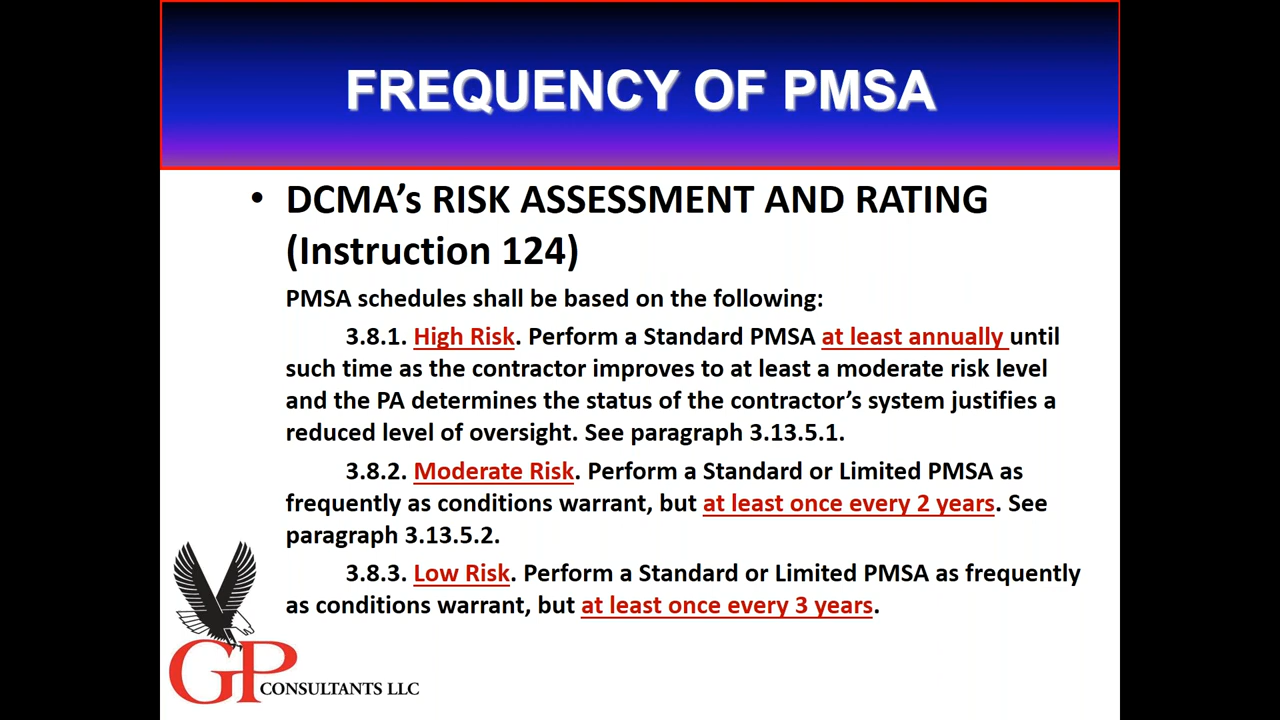 FREQUENCY OF PMSA
• DCMA’s RISK ASSESSMENT AND RATING
(Instruction 124)
PMSA schedules shall be based on the following:
3.8.1. High Risk. Perform a Standard PMSA at least annually until
such time as the contractor improves to at least a moderate risk level
and the PA determines the status of the contractor’s system justifies a
reduced level of oversight. See paragraph 3.13.5.1.
3.8.2. Moderate Risk. Perform a Standard or Limited PMSA as
frequently as conditions warrant, but at least once every 2 years. See
paragraph 3.13.5.2.
3.8.3. Low Risk. Perform a Standard or Limited PMSA as frequently
as conditions warrant, but at least once every 3 years.
GP CONSULTANTS LLC